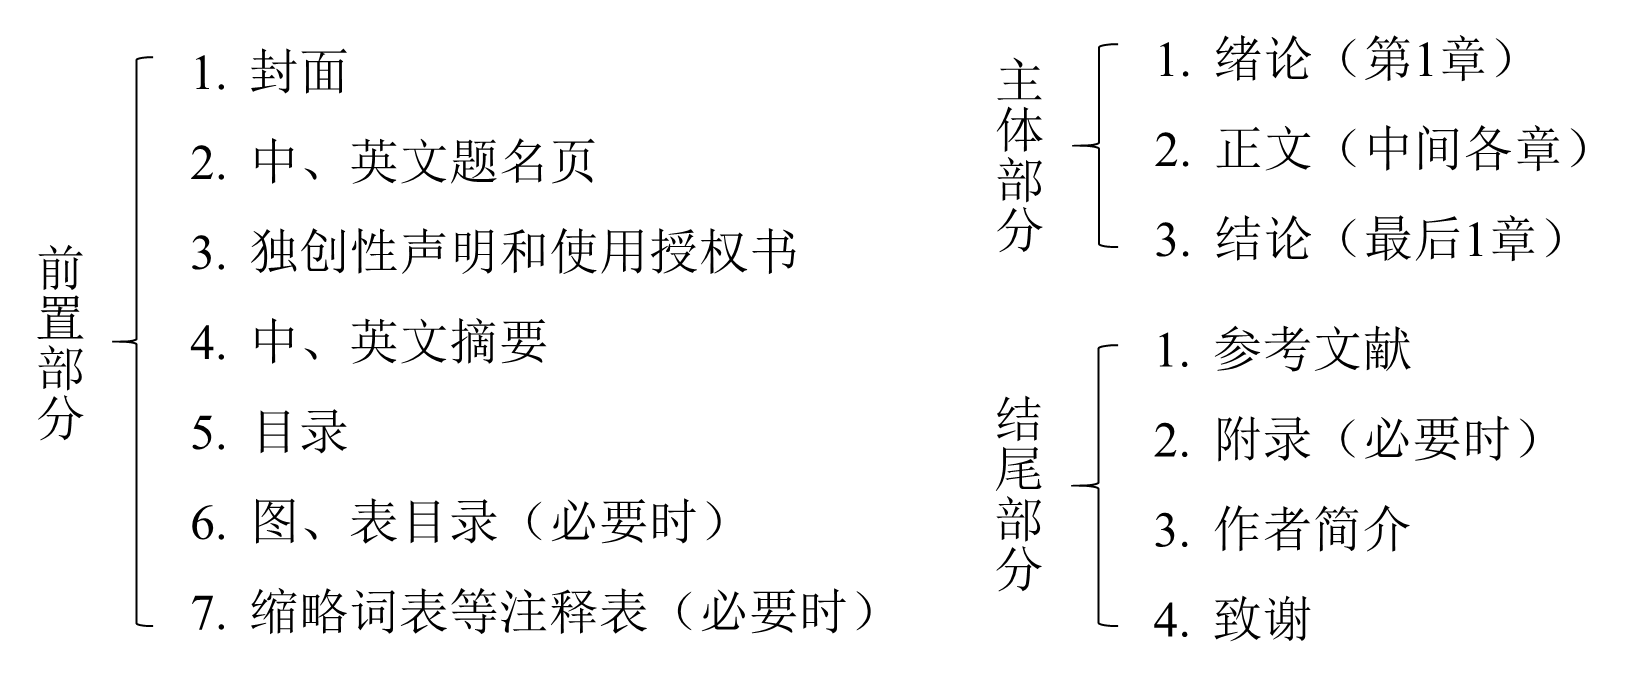 前置部分
1. 封面
2. 中、英文题名页
3. 独创性声明和使用授权书
4. 中、英文摘要
5. 目录
6. 图、表目录（必要时）
7. 缩略词表等注释表（必要时）
主体部分
1. 绪论（第1章）
2. 正文（中间各章）
3. 结论（最后1章）
结尾部分
1. 参考文献
2. 附录（必要时）
3. 作者简介
4. 致谢